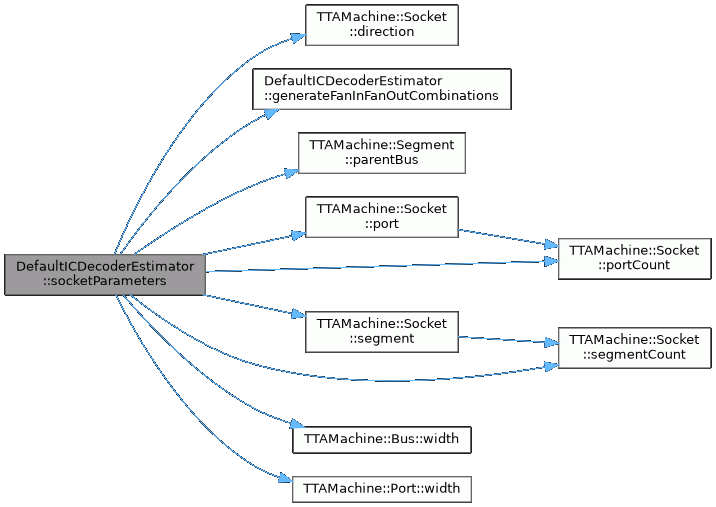 TTAMachine::Socket
::direction
DefaultICDecoderEstimator
::generateFanInFanOutCombinations
TTAMachine::Segment
::parentBus
TTAMachine::Socket
::port
TTAMachine::Socket
::portCount
DefaultICDecoderEstimator
::socketParameters
TTAMachine::Socket
::segment
TTAMachine::Socket
::segmentCount
TTAMachine::Bus::width
TTAMachine::Port::width